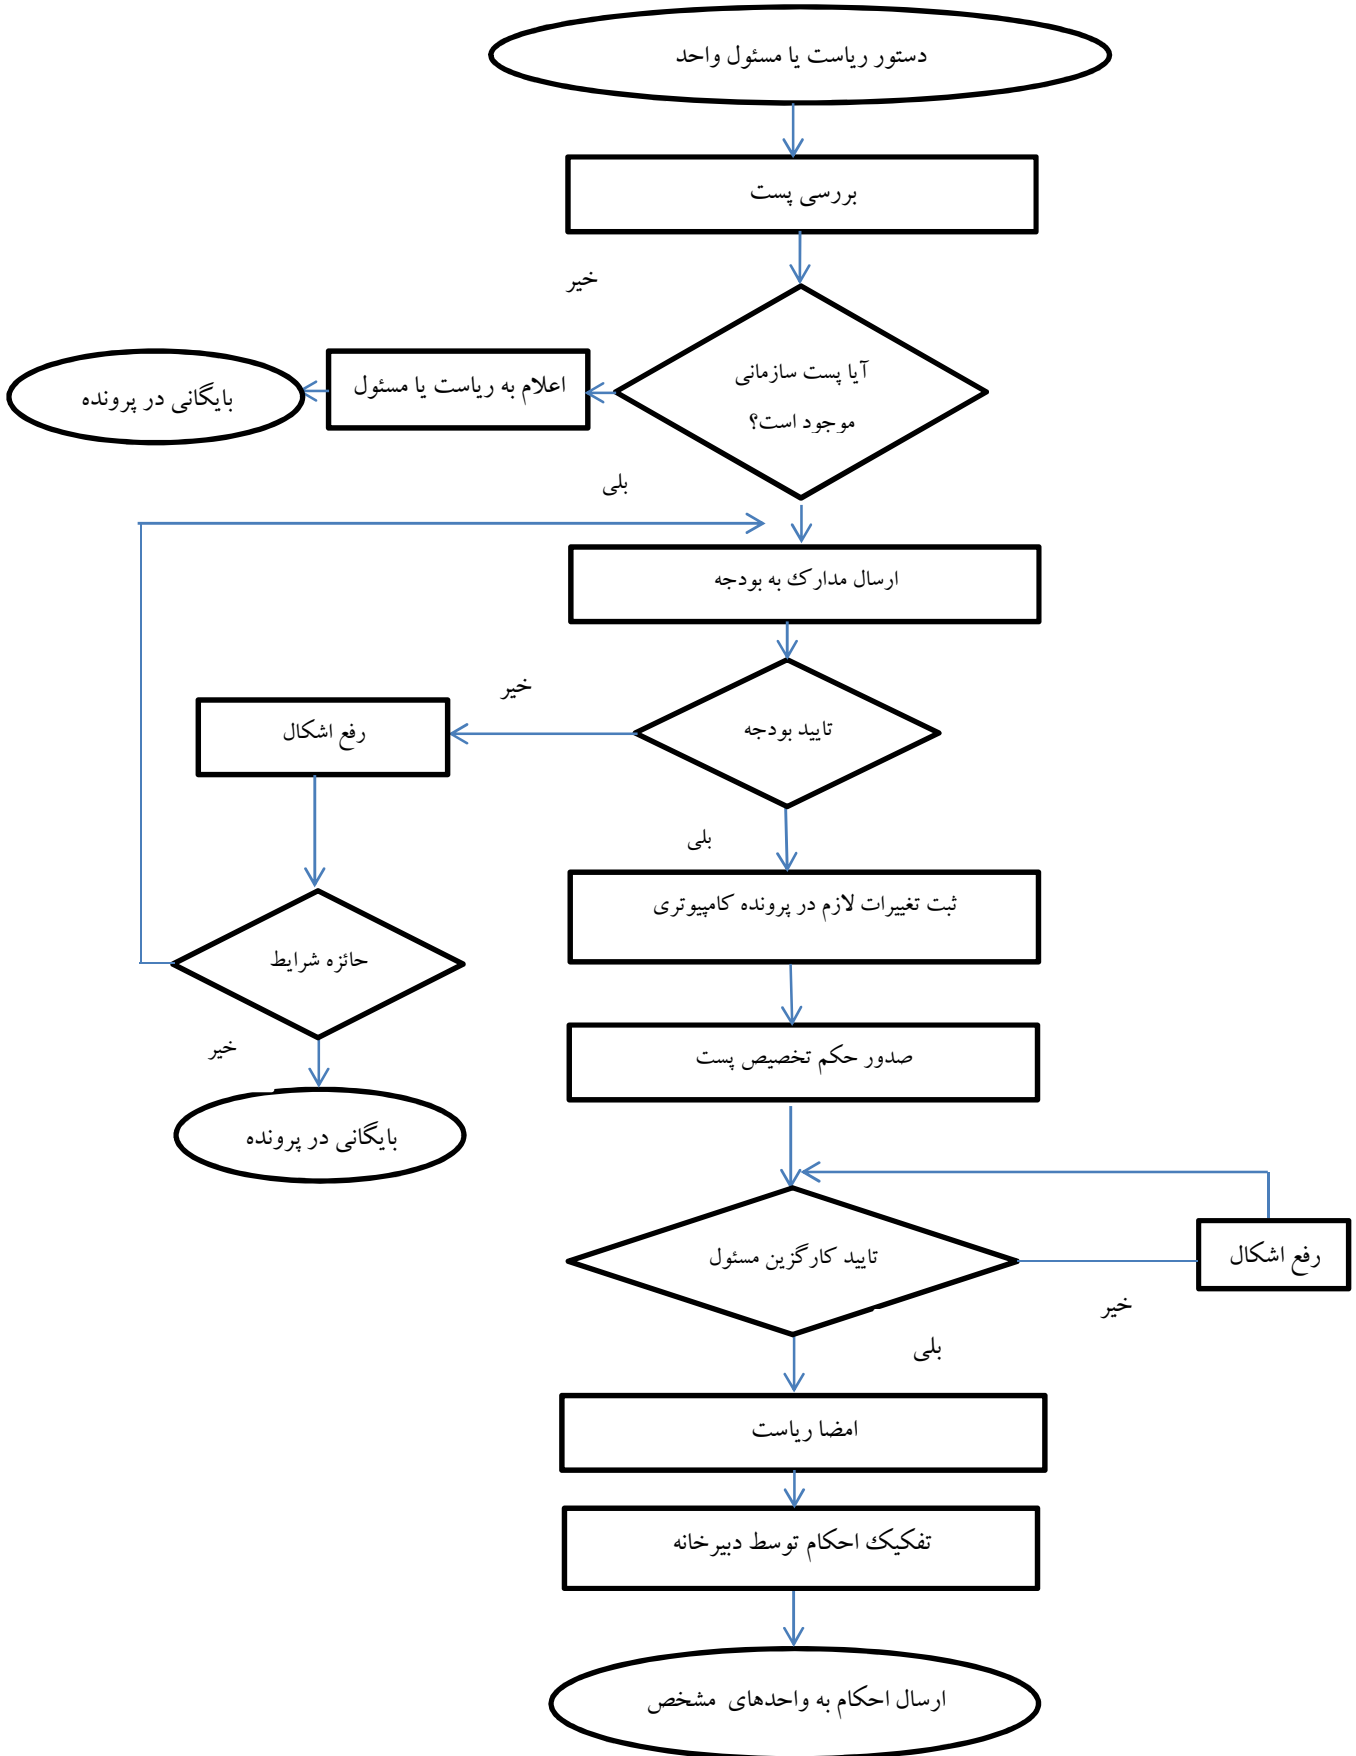 دستور ریاست یا مسئول واحد
بررسی پست
خیر
آیا پست سازمانی
موجود است؟
اعلام به ریاست یا مسئول
بایگانی در پرونده
بلی
ارسال مدارک به بودجه
تایید بودجه
خیر
رفع اشکال
بلی
ثبت تغییرات لازم در پرونده کامپیوتری
حائزه شرایط
خیر
صدور حکم تخصیص پست
بایگانی در پرونده
تایید کارگزین مسئول
رفع اشکال
خیر
بلی
امضا ریاست
تفکیک احکام توسط دبیرخانه
ارسال احکام به واحدهای مشخص